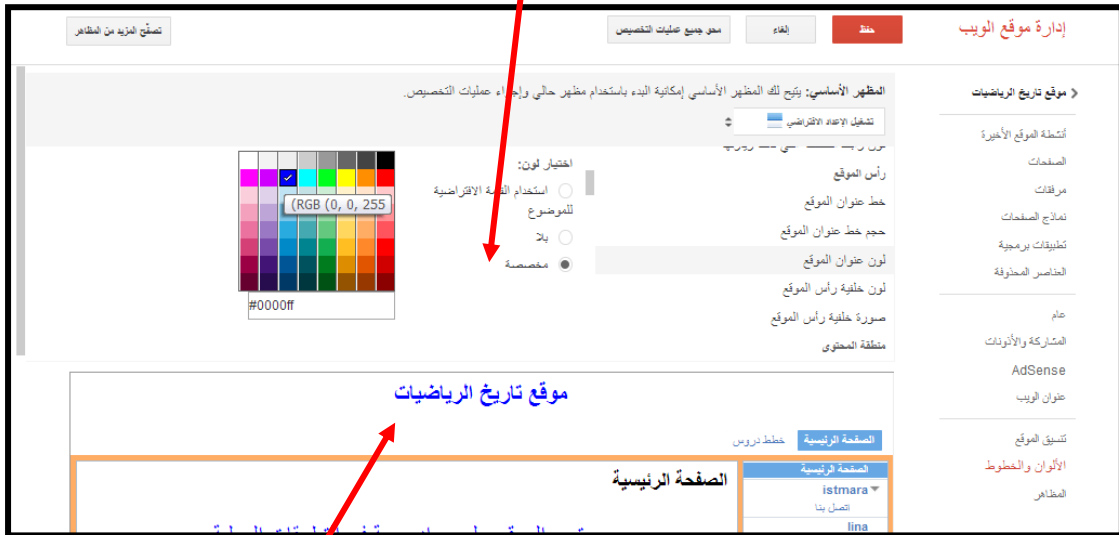 إدارة موقع الويب
حفظ
إلغاء
محو جميع عمليات التخصيص
تصفّح المزيد من المظاهر
موقع تاريخ الرياضيات
أنشطة الموقع الأخيرة
الصفحات
مرفقات
نماذج الصفحات
تطبيقات برمجية
العناصر المحذوفة
عام
المشاركة والأذونات
AdSense
عنوان الويب
تنسيق الموقع
الألوان والخطوط
المظاهر
المظهر الأساسي: يتيح لك المظهر الأساسي إمكانية البدء باستخدام مظهر حالي وإجراء عمليات التخصيص.
تشغيل الإعداد الافتراضي
رأس الموقع
خط عنوان الموقع
حجم خط عنوان الموقع
لون عنوان الموقع
لون خلفية رأس الموقع
صورة خلفية رأس الموقع
منطقة المحتوى
اختيار لون:
استخدام القيمة الافتراضية
للموضوع
بلا
مخصصة
(RGB (0, 0, 255
#0000ff
موقع تاريخ الرياضيات
الصفحة الرئيسية
خطط دروس
الصفحة الرئيسية
istmara
اتصل بنا
lina
الصفحة الرئيسية